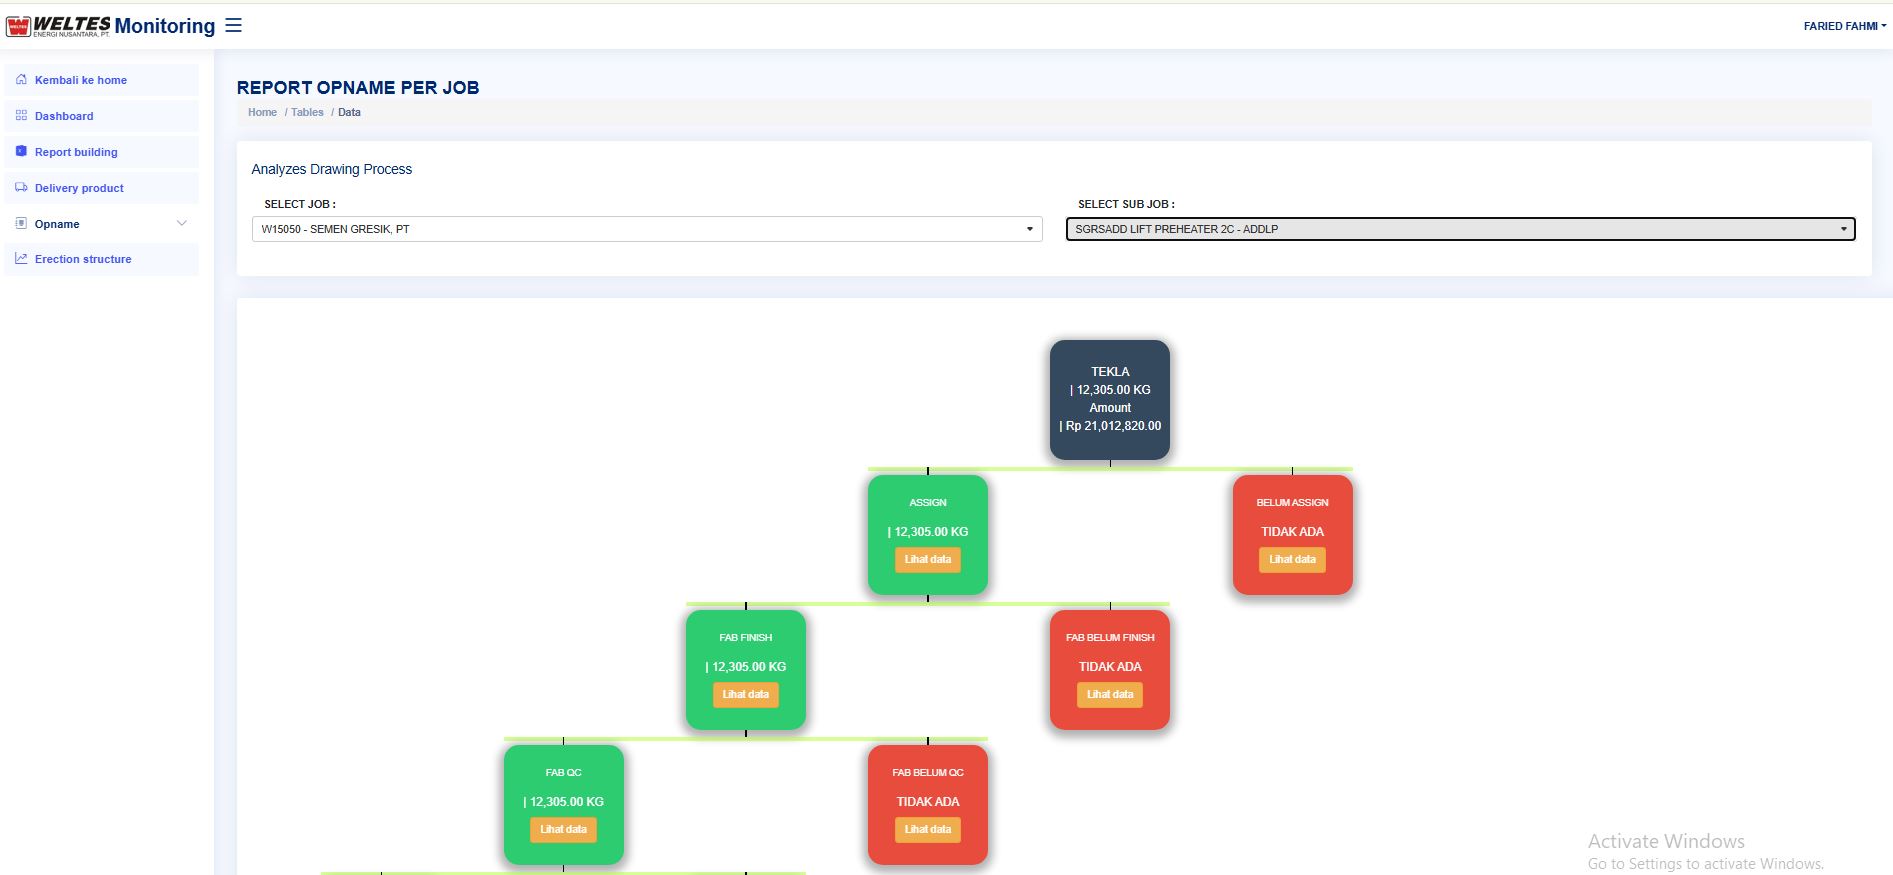 WELTES
ENERGI NUSANTARA, PT.
Monitoring
FARIED FAHMI
Kembali ke home
Dashboard
Report building
Delivery product
Opname
Erection structure
REPORT OPNAME PER JOB
Home / Tables / Data
Analyzes Drawing Process
SELECT JOB :
W15050 - SEMEN GRESIK, PT
SELECT SUB JOB :
SGRSADD LIFT PREHEATER 2C - ADDLP
TEKLA
| 12,305.00 KG
Amount
| Rp 21,012,820.00
ASSIGN
| 12,305.00 KG
Lihat data
BELUM ASSIGN
TIDAK ADA
Lihat data
FAB FINISH
| 12,305.00 KG
Lihat data
FAB BELUM FINISH
TIDAK ADA
Lihat data
FAB QC
| 12,305.00 KG
Lihat data
FAB BELUM QC
TIDAK ADA
Lihat data
Activate Windows
Go to Settings to activate Windows.